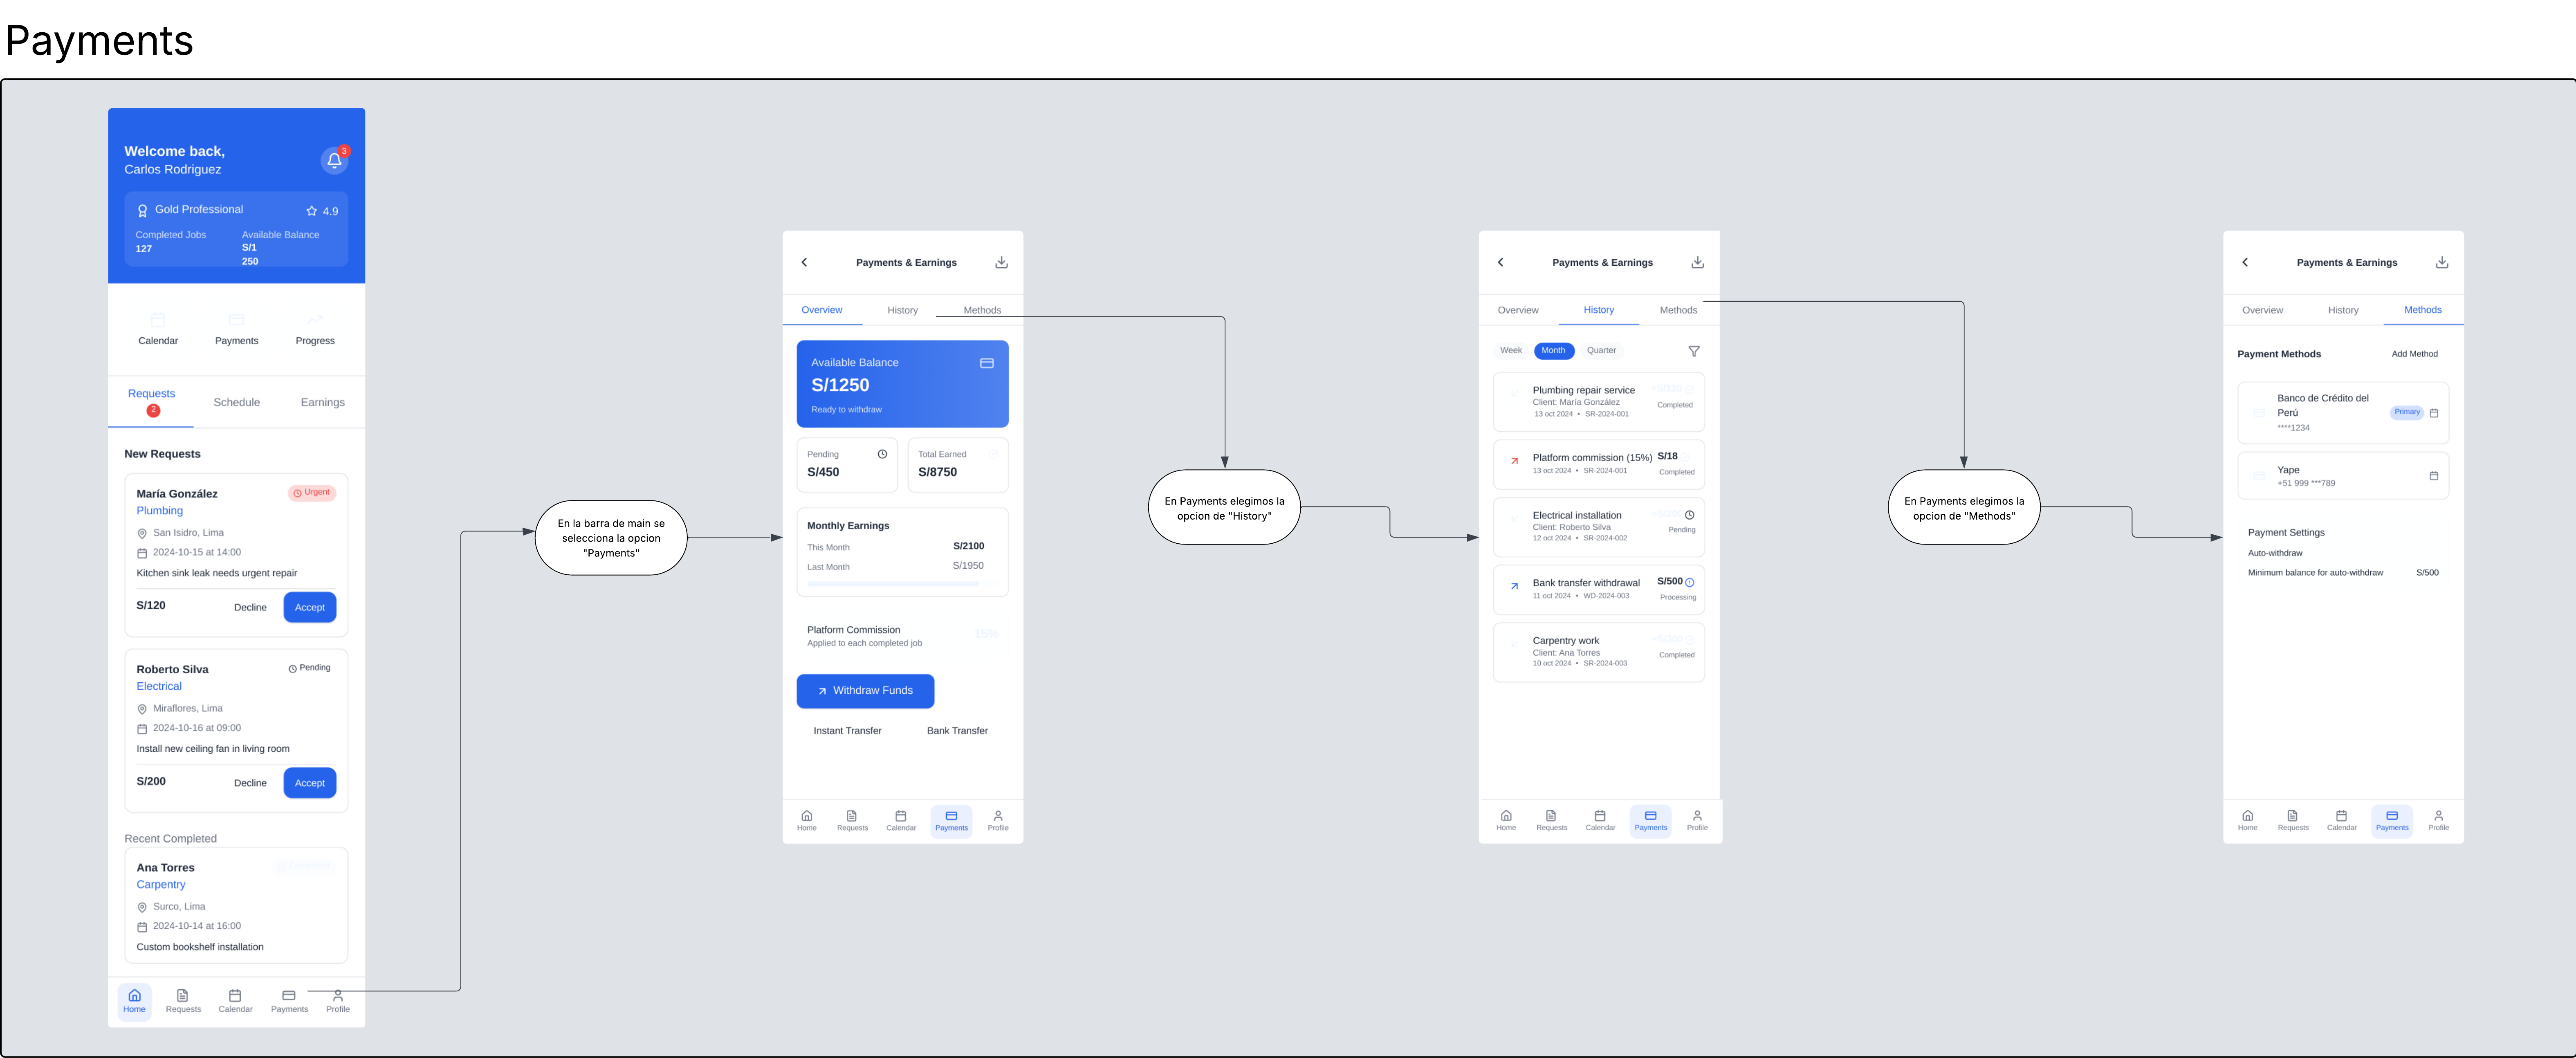 Payments
Welcome back,
Carlos Rodriguez
3
Gold Professional
4.9
Completed Jobs
127
Available Balance
S/1
250
Calendar
Payments
Progress
Requests
2
Schedule
Earnings
New Requests
María González
Urgent
Plumbing
San Isidro, Lima
2024-10-15 at 14:00
Kitchen sink leak needs urgent repair
S/120
Decline
Accept
Roberto Silva
Pending
Electrical
Miraflores, Lima
2024-10-16 at 09:00
Install new ceiling fan in living room
S/200
Decline
Accept
Recent Completed
Ana Torres
Carpentry
Surco, Lima
2024-10-14 at 16:00
Custom bookshelf installation
Home
Requests
Calendar
Payments
Profile
En la barra de main se
selecciona la opcion
"Payments"
Payments & Earnings
Overview
History
Methods
Available Balance
S/1250
Ready to withdraw
Pending
S/450
Total Earned
S/8750
Monthly Earnings
This Month
S/2100
Last Month
S/1950
Platform Commission
15%
Applied to each completed job
Withdraw Funds
Instant Transfer
Bank Transfer
Home
Requests
Calendar
Payments
Profile
En Payments elegimos la
opcion de "History"
Payments & Earnings
Overview
History
Methods
Week
Month
Quarter
Plumbing repair service
Client: María González
Completed
13 oct 2024 • SR-2024-001
Platform commission (15%)
S/18
13 oct 2024 • SR-2024-001
Completed
Electrical installation
Client: Roberto Silva
Pending
12 oct 2024 • SR-2024-002
Bank transfer withdrawal
S/500
11 oct 2024 • WD-2024-003
Processing
Carpentry work
Client: Ana Torres
Completed
10 oct 2024 • SR-2024-003
Home
Requests
Calendar
Payments
Profile
En Payments elegimos la
opcion de "Methods"
Payments & Earnings
Overview
History
Methods
Payment Methods
Add Method
Banco de Crédito del
Perú
Primary
****1234
Yape
+51 999 ***789
Payment Settings
Auto-withdraw
Minimum balance for auto-withdraw
S/500
Home
Requests
Calendar
Payments
Profile